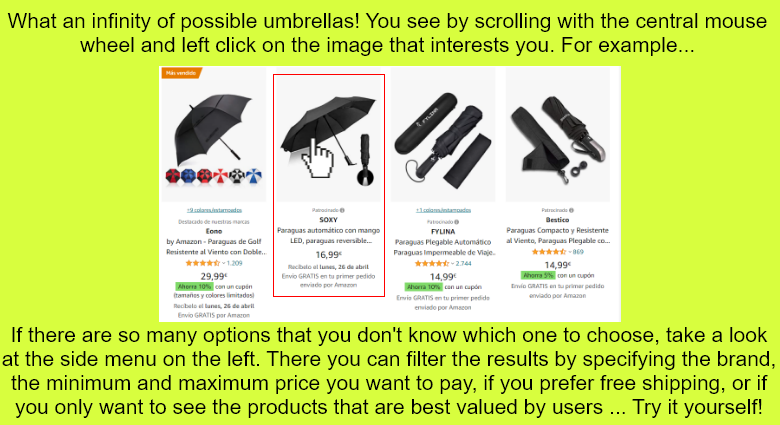 What an infinity of possible umbrellas! You see by scrolling with the central mouse
wheel and left click on the image that interests you. For example...
Más vendido
+9 colores/estampados
Destacado de nuestras marcas
Eono
by Amazon - Paraguas de Golf
Resistente al Viento con Doble...
1.209
29,99€
Ahorra 10% con un cupón
(tamaños y colores limitados)
Recíbelo el lunes, 26 de abril
Envío GRATIS por Amazon
Patrocinado
SOXY
Paraguas automático con mango
LED, paraguas reversible...
16,99€
Recíbelo el lunes, 26 de abril
Envío GRATIS en tu primer pedido
enviado por Amazon
FYLINA
+1 colores/estampados
Patrocinado
FYLINA
Paraguas Plegable Automático
Paraguas Impermeable de Viaje..
2.744
14,99€
Ahorra 10% con un cupón
Envío GRATIS en tu primer pedido
enviado por Amazon
Patrocinado
Bestico
Paraguas Compacto y Resistente
al Viento, Paraguas Plegable co...
869
14,99€
Ahorra 5% con un cupón
Envío GRATIS en tu primer pedido
enviado por Amazon
If there are so many options that you don't know which one to choose, take a look
at the side menu on the left. There you can filter the results by specifying the brand,
the minimum and maximum price you want to pay, if you prefer free shipping, or if
you only want to see the products that are best valued by users ... Try it yourself!